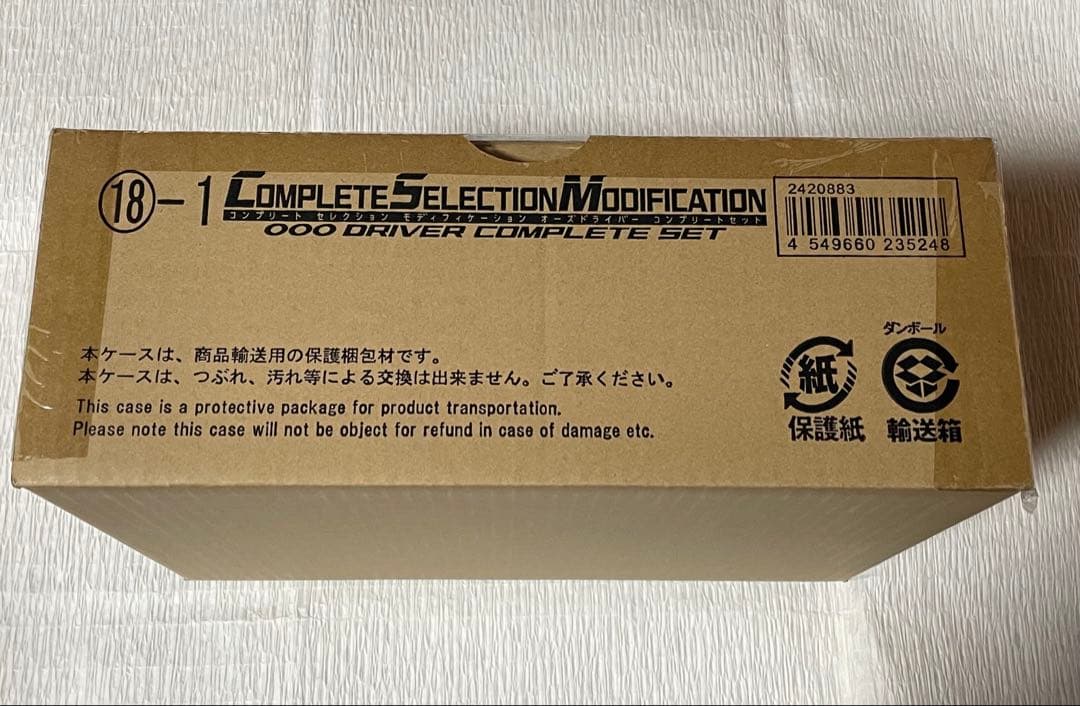 ⑱-1 COMPLETE SELECTION MODIFICATION
コンプリート セレクション モディフィケーション オーズドライバー コンプリートセット
OOO DRIVER COMPLETE SET
2420883
4 549660 235248
本ケースは、商品輸送用の保護梱包材です。
本ケースは、つぶれ、汚れ等による交換は出来ません。ご了承ください。
This case is a protective package for product transportation.
Please note this case will not be object for refund in case of damage etc.
紙
保護紙
ダンボール
輸送箱